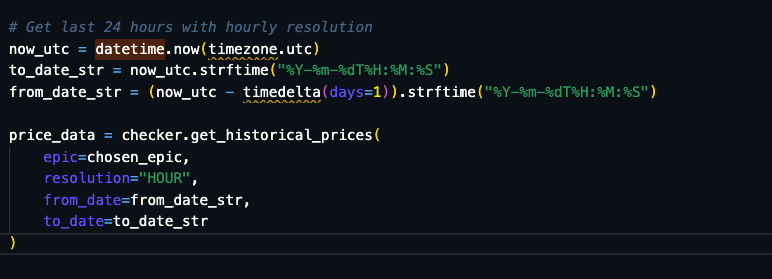 # Get last 24 hours with hourly resolution
now_utc = datetime.now(timezone.utc)
to_date_str = now_utc.strftime("%Y-%m-%dT%H:%M:%S")
from_date_str = (now_utc - timedelta(days=1)).strftime("%Y-%m-%dT%H:%M:%S")
price_data = checker.get_historical_prices(
    epic=chosen_epic,
    resolution="HOUR",
    from_date=from_date_str,
    to_date=to_date_str
)